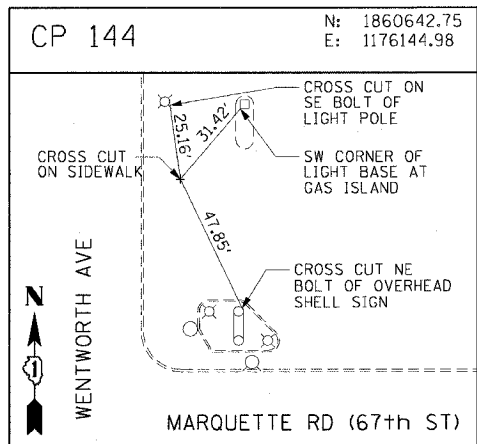 CP 144
N: 1860642.75
E: 1176144.98
CROSS CUT ON
SE BOLT OF
LIGHT POLE
25.16'
31.42'
CROSS CUT
ON SIDEWALK
SW CORNER OF
LIGHT BASE AT
GAS ISLAND
47.85'
CROSS CUT NE
BOLT OF OVERHEAD
SHELL SIGN
WENTWORTH AVE
N
1
MARQUETTE RD (67th ST)